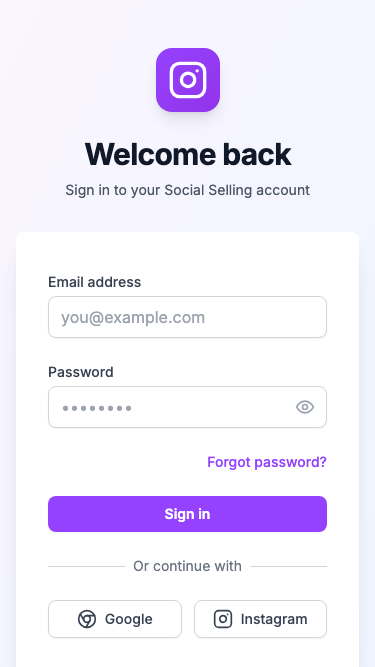 Welcome back
Sign in to your Social Selling account
Email address
you@example.com
Password
Forgot password?
Sign in
Or continue with
Google
Instagram